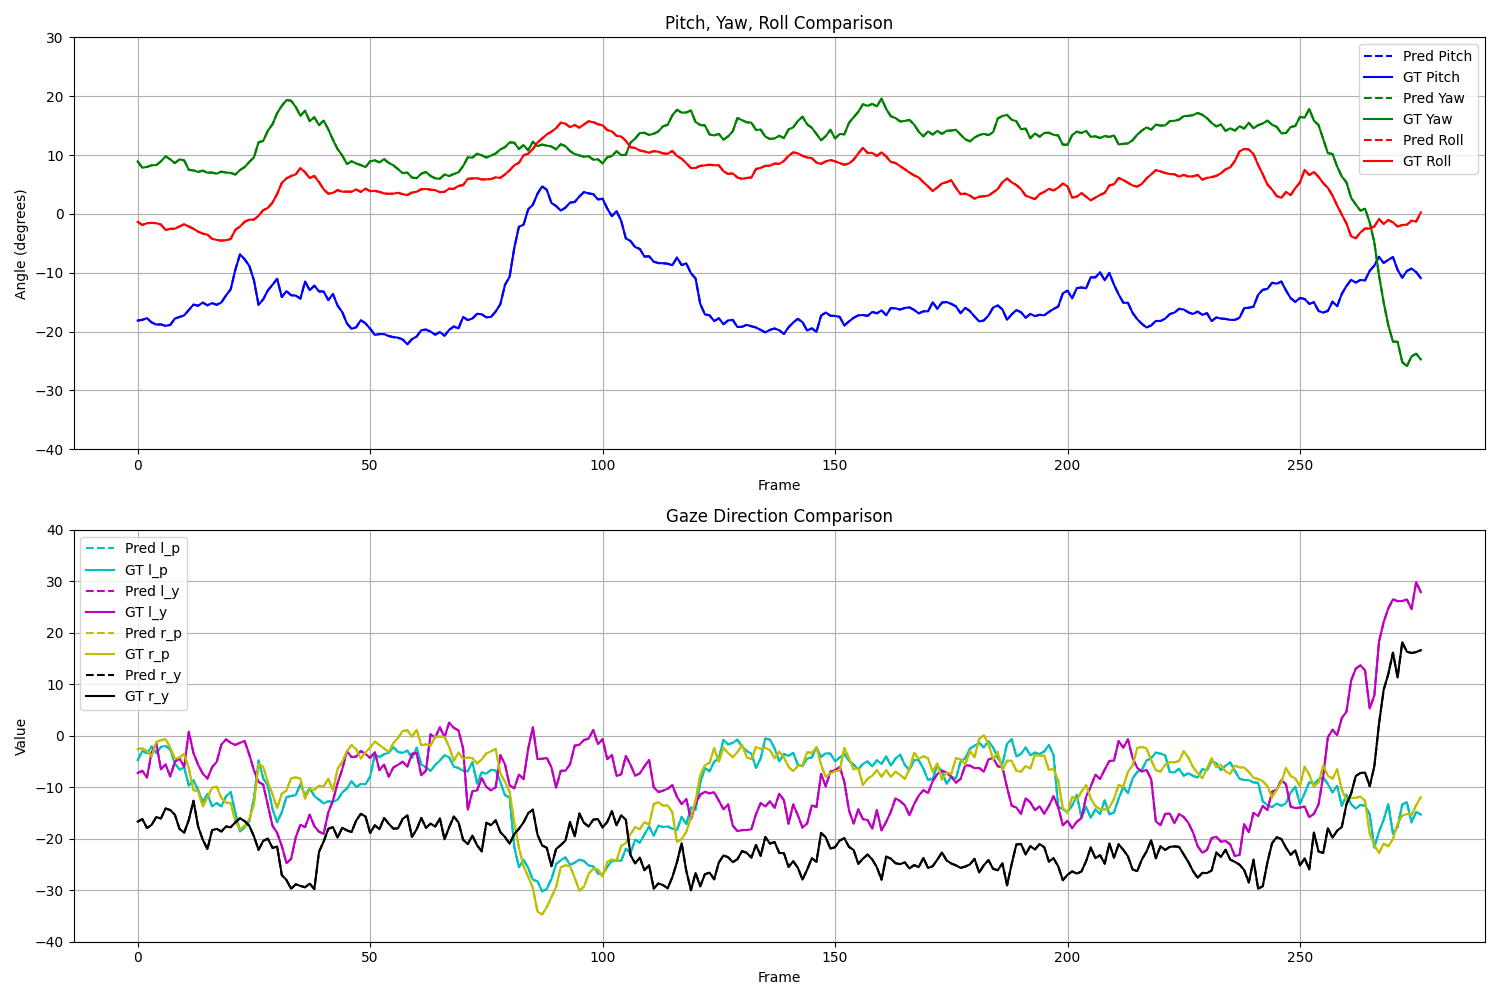 Pitch, Yaw, Roll Comparison
Angle (degrees)
30
20
10
0
−10
−20
−30
−40
Pred Pitch
GT Pitch
Pred Yaw
GT Yaw
Pred Roll
GT Roll
0 50 100 150 200 250
Frame
Gaze Direction Comparison
Value
40
30
20
10
0
−10
−20
−30
−40
Pred l_p
GT l_p
Pred l_y
GT l_y
Pred r_p
GT r_p
Pred r_y
GT r_y
0 50 100 150 200 250
Frame